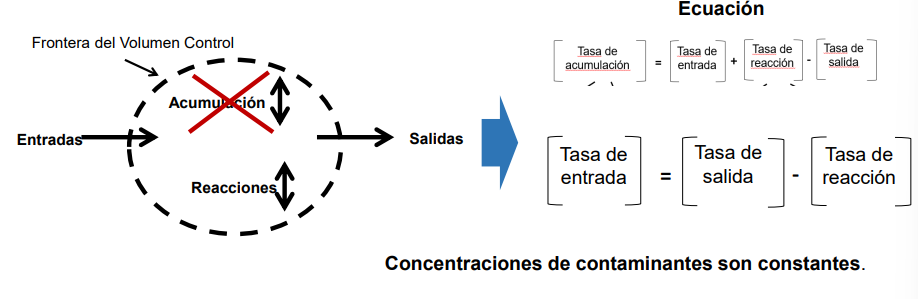 Ecuación
Frontera del Volumen Control
Acumulación
Entradas
Salidas
Reacciones
Tasa de acumulación = Tasa de entrada + Tasa de reacción - Tasa de salida
Tasa de entrada = Tasa de salida - Tasa de reacción
Concentraciones de contaminantes son constantes.